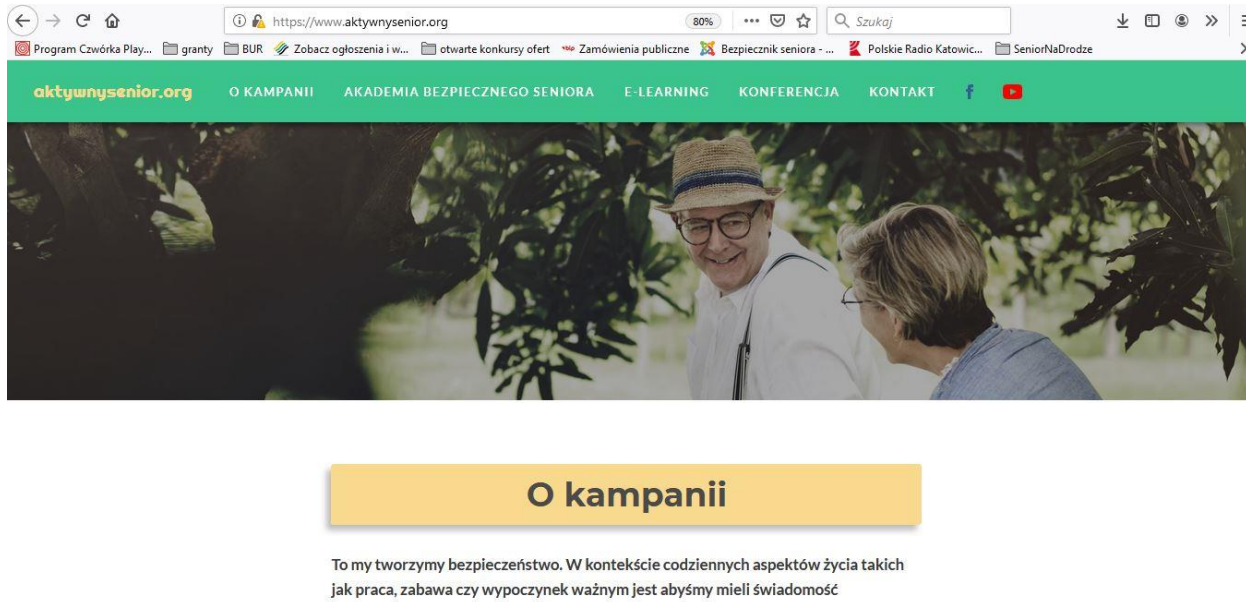 https://www.aktywnysenior.org 80% Szukaj
Program Czwórka Play... granty BUR Zobacz ogłoszenia i w... otwarte konkursy ofert Zamówienia publiczne Bezpiecznik seniora - ... Polskie Radio Katowic... SeniorNaDrodze
aktywnysenior.org O KAMPANII AKADEMIA BEZPIECZNEGO SENIORA E-LEARNING KONFERENCJA KONTAKT f
O kampanii
To my tworzymy bezpieczeństwo. W kontekście codziennych aspektów życia takich
jak praca, zabawa czy wypoczynek ważnym jest abyśmy mieli świadomość